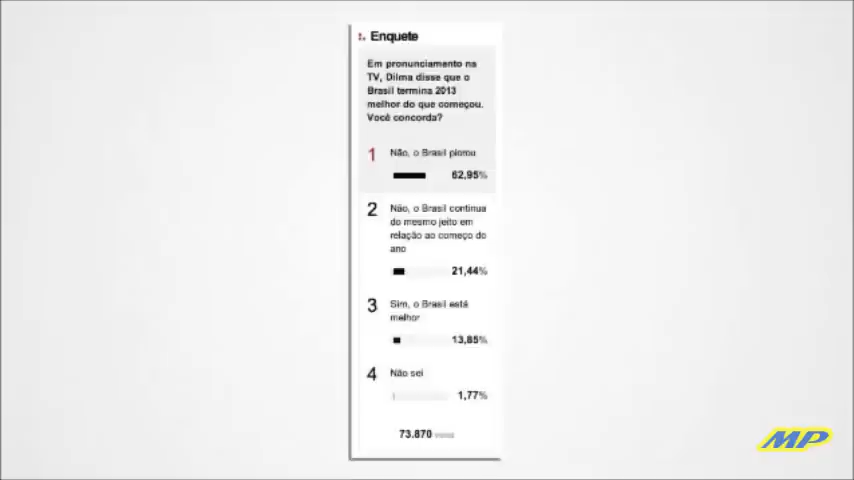 Enquete
Em pronunciamento na
TV, Dilma disse que o
Brasil termina 2013
melhor do que começou.
Você concorda?
1 Não, o Brasil piorou
62,95%
2 Não, o Brasil continua
do mesmo jeito em
relação ao começo do
ano
21,44%
3 Sim, o Brasil está
melhor
13,85%
4 Não sei
1,77%
73.870 votos
MP